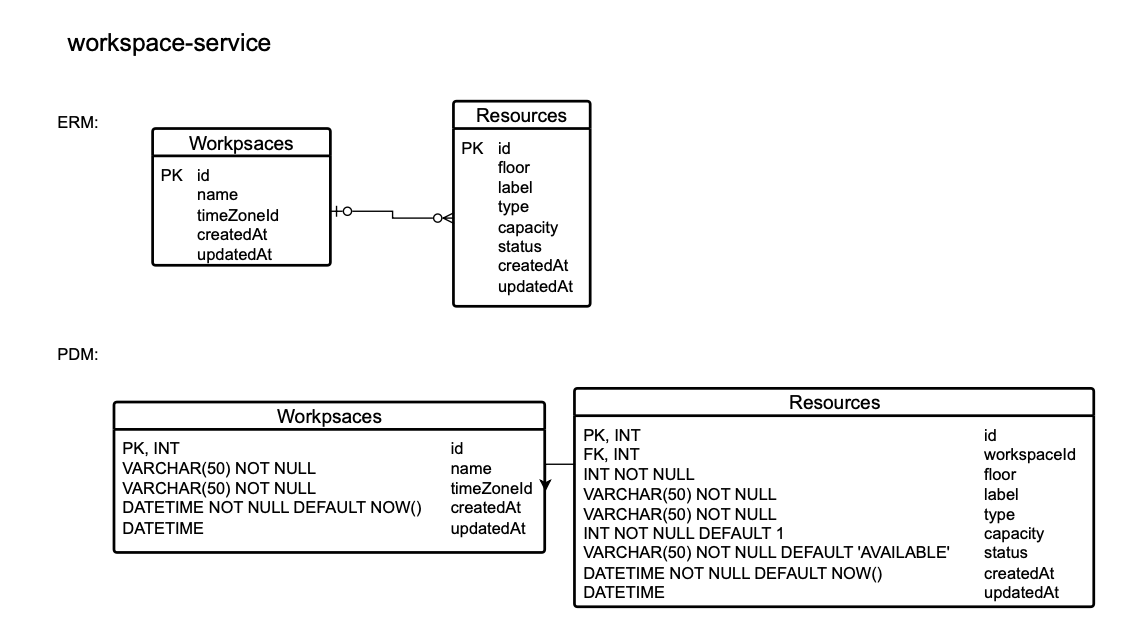 workspace-service
ERM:
Workpsaces
PK id
name
timeZoneId
createdAt
updatedAt
Resources
PK id
floor
label
type
capacity
status
createdAt
updatedAt
PDM:
Workpsaces
PK, INT id
VARCHAR(50) NOT NULL name
VARCHAR(50) NOT NULL timeZoneId
DATETIME NOT NULL DEFAULT NOW() createdAt
DATETIME updatedAt
Resources
PK, INT id
FK, INT workspaceId
INT NOT NULL floor
VARCHAR(50) NOT NULL label
VARCHAR(50) NOT NULL type
INT NOT NULL DEFAULT 1 capacity
VARCHAR(50) NOT NULL DEFAULT 'AVAILABLE' status
DATETIME NOT NULL DEFAULT NOW() createdAt
DATETIME updatedAt